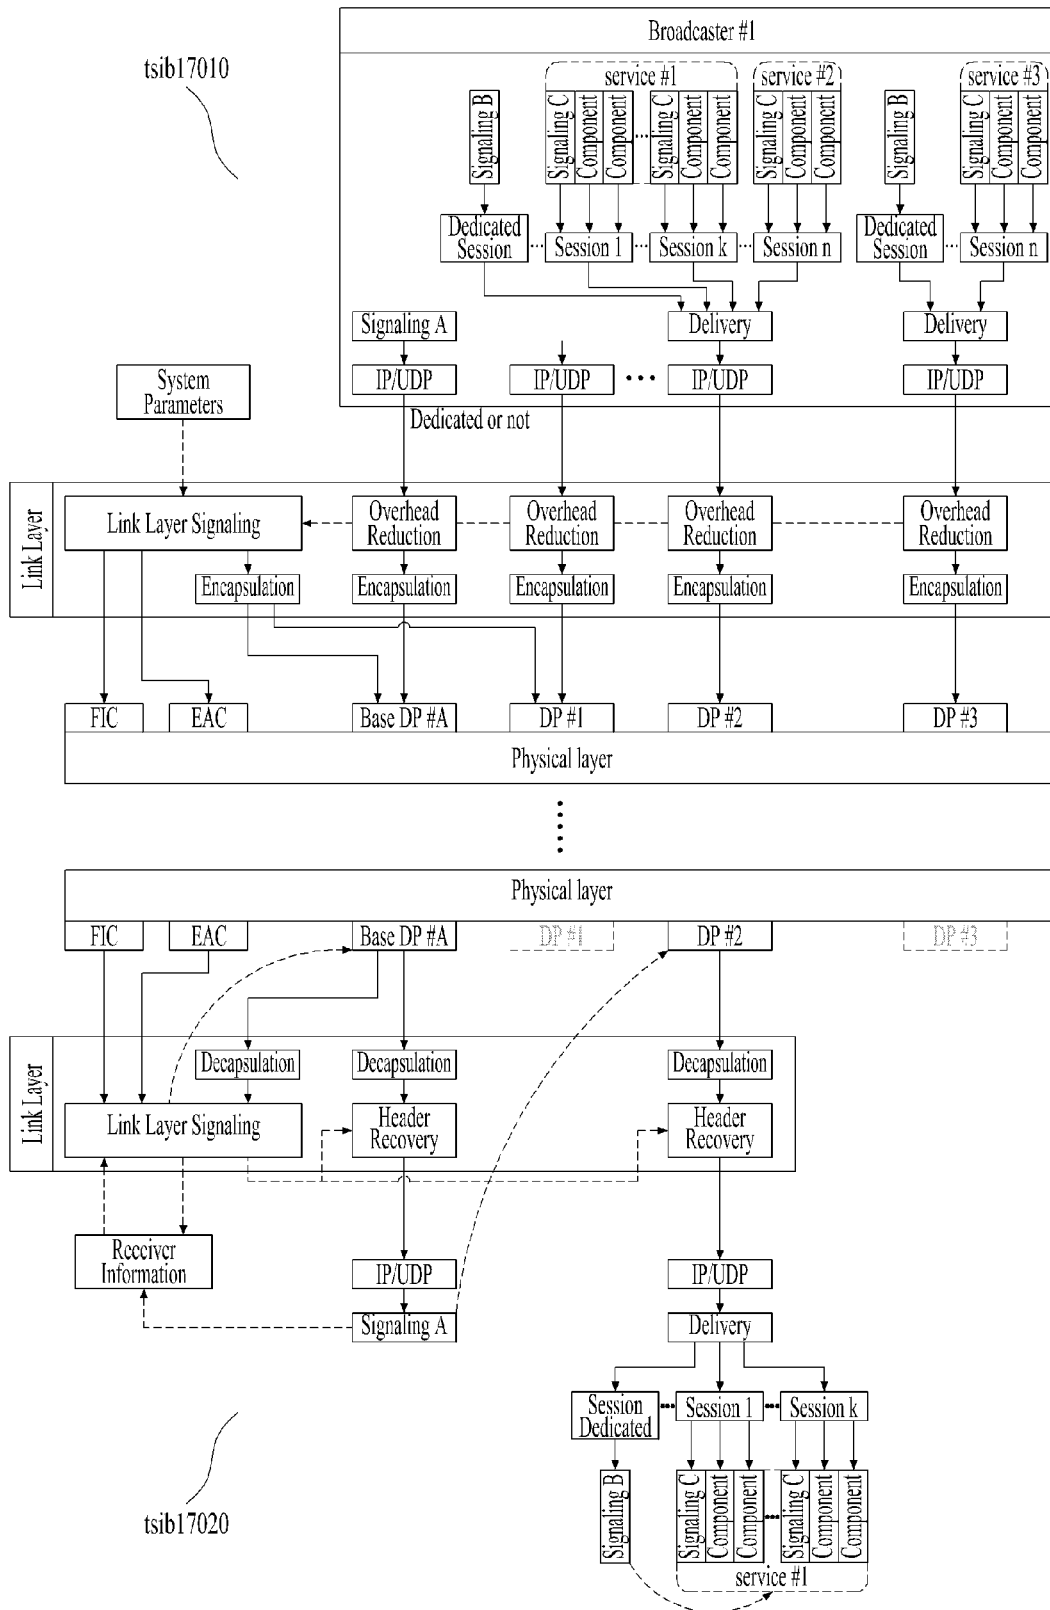 Broadcaster #1
tsib17010
service #1
service #2
service #3
Signaling B
Signaling C
Component
Component
Signaling C
Component
Component
Signaling C
Component
Component
Signaling B
Signaling C
Component
Component
Dedicated
Session
Session 1
Session k
Session n
Dedicated
Session
Session n
Signaling A
Delivery
Delivery
IP/UDP
IP/UDP
IP/UDP
IP/UDP
System
Parameters
Dedicated or not
Link Layer
Link Layer Signaling
Overhead
Reduction
Overhead
Reduction
Overhead
Reduction
Overhead
Reduction
Encapsulation
Encapsulation
Encapsulation
Encapsulation
Encapsulation
FIC
EAC
Base DP #A
DP #1
DP #2
DP #3
Physical layer
Physical layer
FIC
EAC
Base DP #A
DP #1
DP #2
DP #3
Link Layer
Decapsulation
Decapsulation
Decapsulation
Link Layer Signaling
Header
Recovery
Header
Recovery
Receiver
Information
IP/UDP
IP/UDP
Signaling A
Delivery
Session
Dedicated
Session 1
Session k
Signaling B
Signaling C
Component
Component
Signaling C
Component
Component
service #1
tsib17020